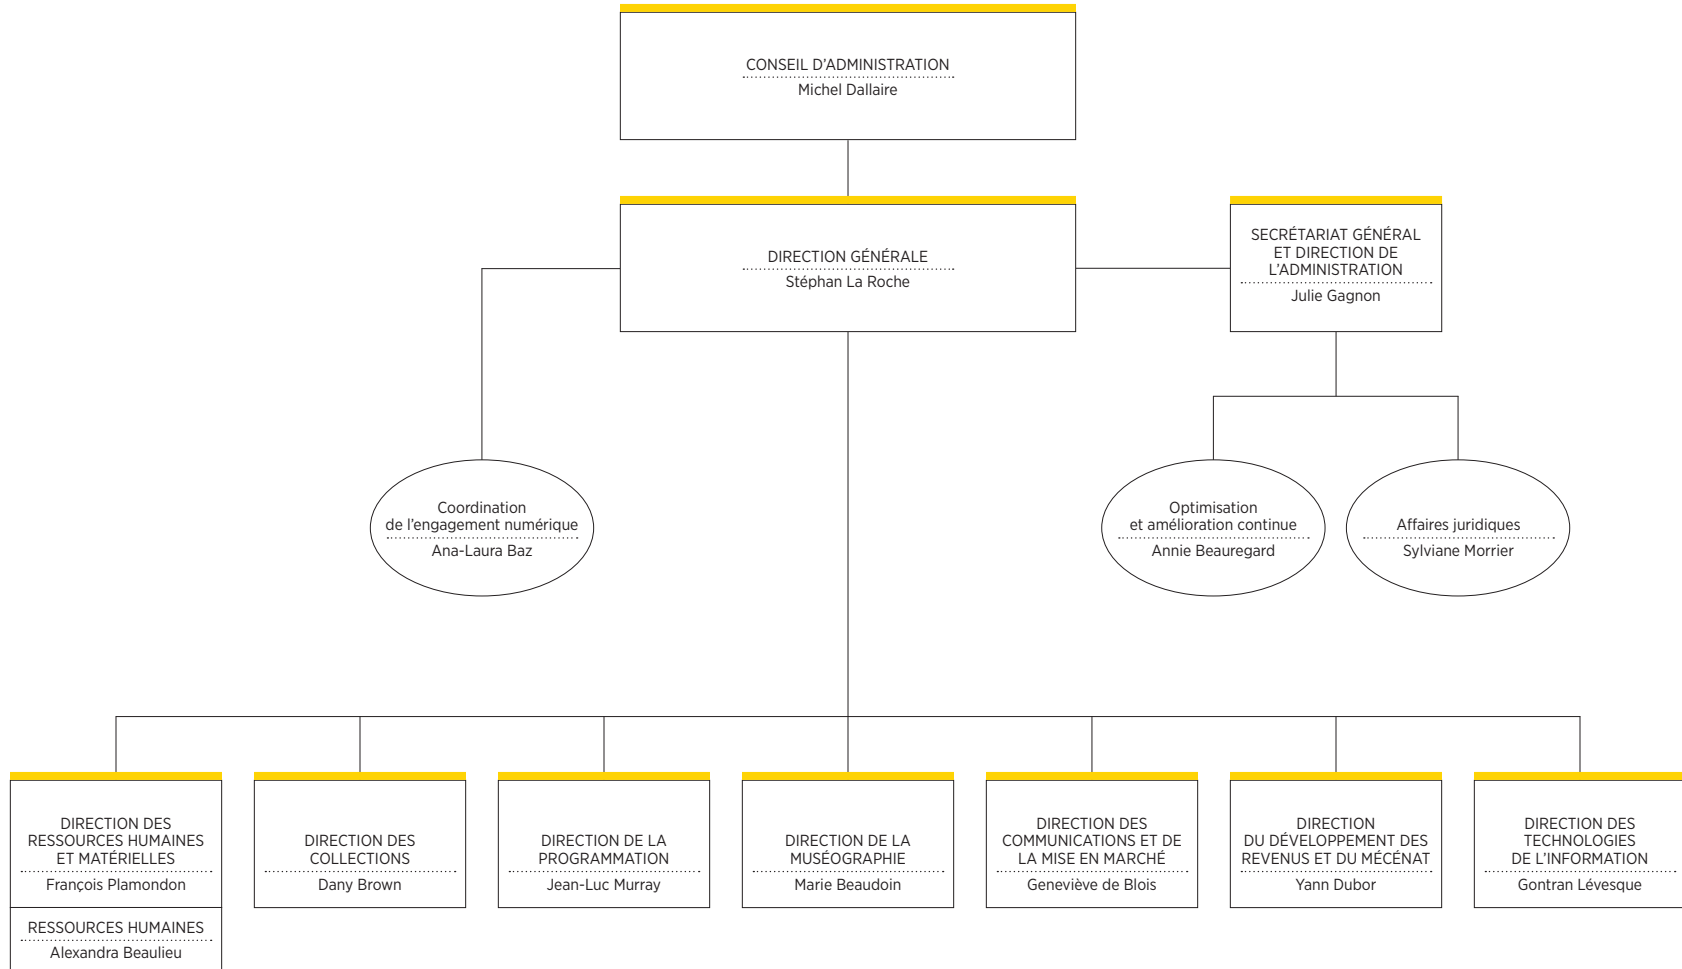 CONSEIL D'ADMINISTRATION
Michel Dallaire
DIRECTION GÉNÉRALE
Stéphan La Roche
SECRÉTARIAT GÉNÉRAL
ET DIRECTION DE
L'ADMINISTRATION
Julie Gagnon
Coordination
de l'engagement numérique
Ana-Laura Baz
Optimisation
et amélioration continue
Annie Beauregard
Affaires juridiques
Sylviane Morrier
DIRECTION DES
RESSOURCES HUMAINES
ET MATÉRIELLES
François Plamondon
RESSOURCES HUMAINES
Alexandra Beaulieu
DIRECTION DES
COLLECTIONS
Dany Brown
DIRECTION DE LA
PROGRAMMATION
Jean-Luc Murray
DIRECTION DE LA
MUSÉOGRAPHIE
Marie Beaudoin
DIRECTION DES
COMMUNICATIONS ET DE
LA MISE EN MARCHÉ
Geneviève de Blois
DIRECTION
DU DÉVELOPPEMENT DES
REVENUS ET DU MÉCÉNAT
Yann Dubor
DIRECTION DES
TECHNOLOGIES
DE L'INFORMATION
Gontran Lévesque